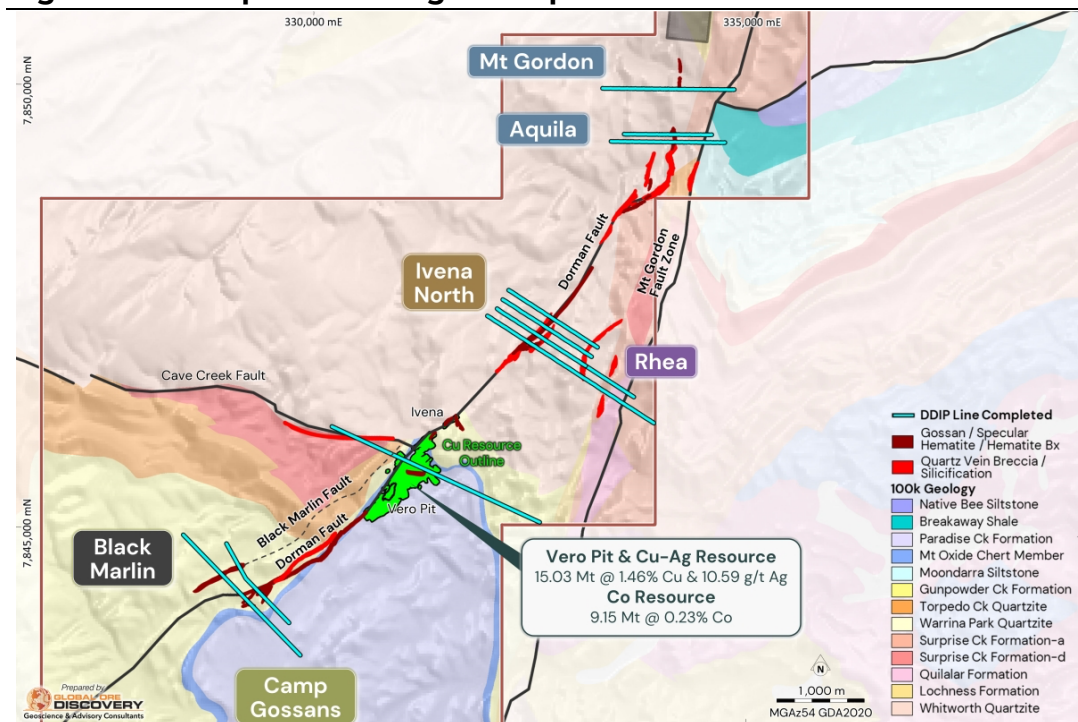 330,000 mE
335,000 mE
7,850,000 mN
Mt Gordon
Aquila
Dorman Fault
Mt Gordon
Fault Zone
Ivena
North
Rhea
Cave Creek Fault
Ivena
Cu Resource
Outline
Vero Pit
Black Marlin Fault
Dorman Fault
7,845,000 mN
Black
Marlin
Vero Pit & Cu-Ag Resource
15.03 Mt @ 1.46% Cu & 10.59 g/t Ag
Co Resource
9.15 Mt @ 0.23% Co
Camp
Gossans
DDIP Line Completed
Gossan / Specular
Hematite / Hematite Bx
Quartz Vein Breccia /
Silicification
100k Geology
Native Bee Siltstone
Breakaway Shale
Paradise Ck Formation
Mt Oxide Chert Member
Moondarra Siltstone
Gunpowder Ck Formation
Torpedo Ck Quartzite
Warrina Park Quartzite
Surprise Ck Formation-a
Surprise Ck Formation-d
Quilalar Formation
Lochness Formation
Whitworth Quartzite
N
1,000 m
MGAz54 GDA2020
Prepared by
GLOBAL ORE
DISCOVERY
Geoscience & Advisory Consultants